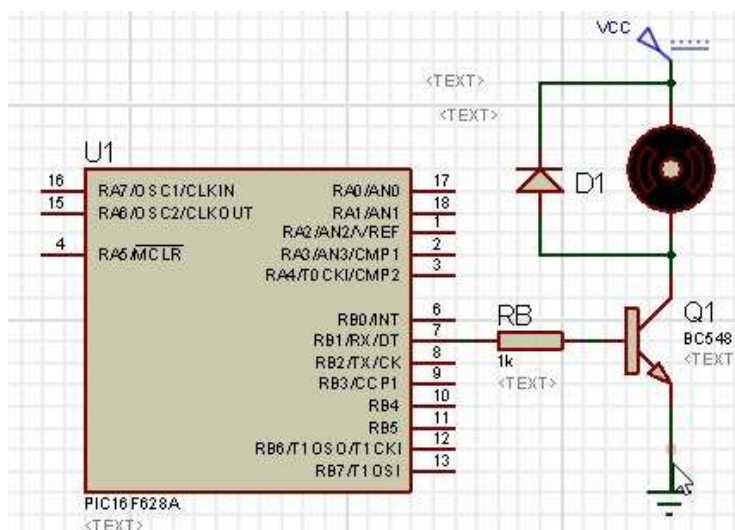 VCC
<TEXT>
<TEXT>
U1
16 RA7/OSC1/CLKIN RA0/AN0 17
15 RA6/OSC2/CLKOUT RA1/AN1 18
RA2/AN2/VREF 1
4 RA5/MCLR RA3/AN3/CMP1 2
RA4/T0CKI/CMP2 3
D1
RB0/INT 6
RB1/RX/DT 7
RB2/TX/CK 8
RB3/CCP1 9
RB4 10
RB5 11
RB6/T1OSO/T1CKI 12
RB7/T1OSI 13
PIC16F628A
<TEXT>
RB
1k
<TEXT>
Q1
BC548
<TEXT